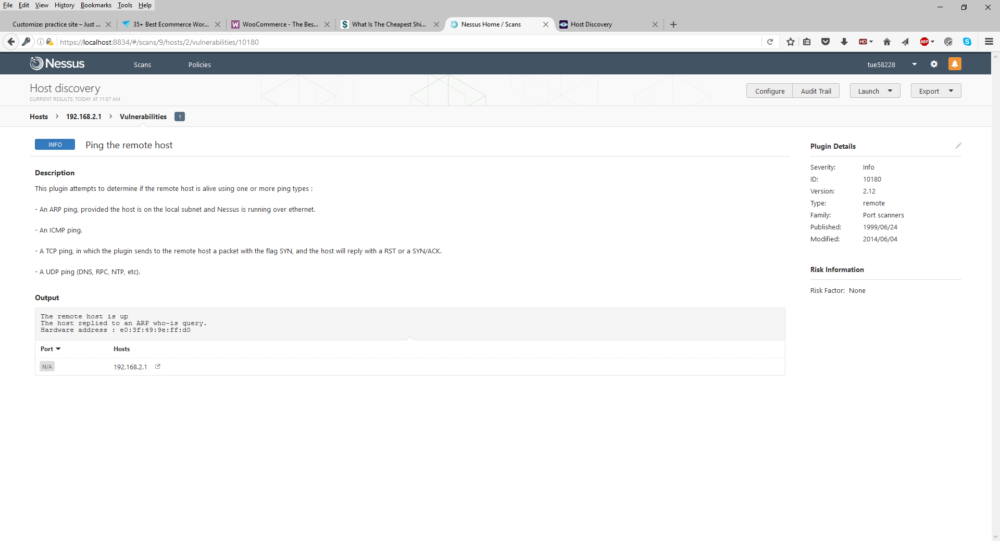 File Edit View History Bookmarks Tools Help
Customize: practice site – Just ...
35+ Best Ecommerce Wor...
WooCommerce - The Bes...
What Is The Cheapest Shi...
Nessus Home / Scans
Host Discovery
https://localhost:8834/#/scans/9/hosts/2/vulnerabilities/10180
HD
ABP
Nessus
Scans
Policies
tue58228
Host discovery
CURRENT RESULTS: TODAY AT 11:57 AM
Configure
Audit Trail
Launch
Export
Hosts > 192.168.2.1 > Vulnerabilities 1
INFO
Ping the remote host
Description
This plugin attempts to determine if the remote host is alive using one or more ping types :
- An ARP ping, provided the host is on the local subnet and Nessus is running over ethernet.
- An ICMP ping.
- A TCP ping, in which the plugin sends to the remote host a packet with the flag SYN, and the host will reply with a RST or a SYN/ACK.
- A UDP ping (DNS, RPC, NTP, etc).
Output
The remote host is up
The host replied to an ARP who-is query.
Hardware address : e0:3f:49:9e:ff:d0
Port Hosts
N/A 192.168.2.1
Plugin Details
Severity: Info
ID: 10180
Version: 2.12
Type: remote
Family: Port scanners
Published: 1999/06/24
Modified: 2014/06/04
Risk Information
Risk Factor: None